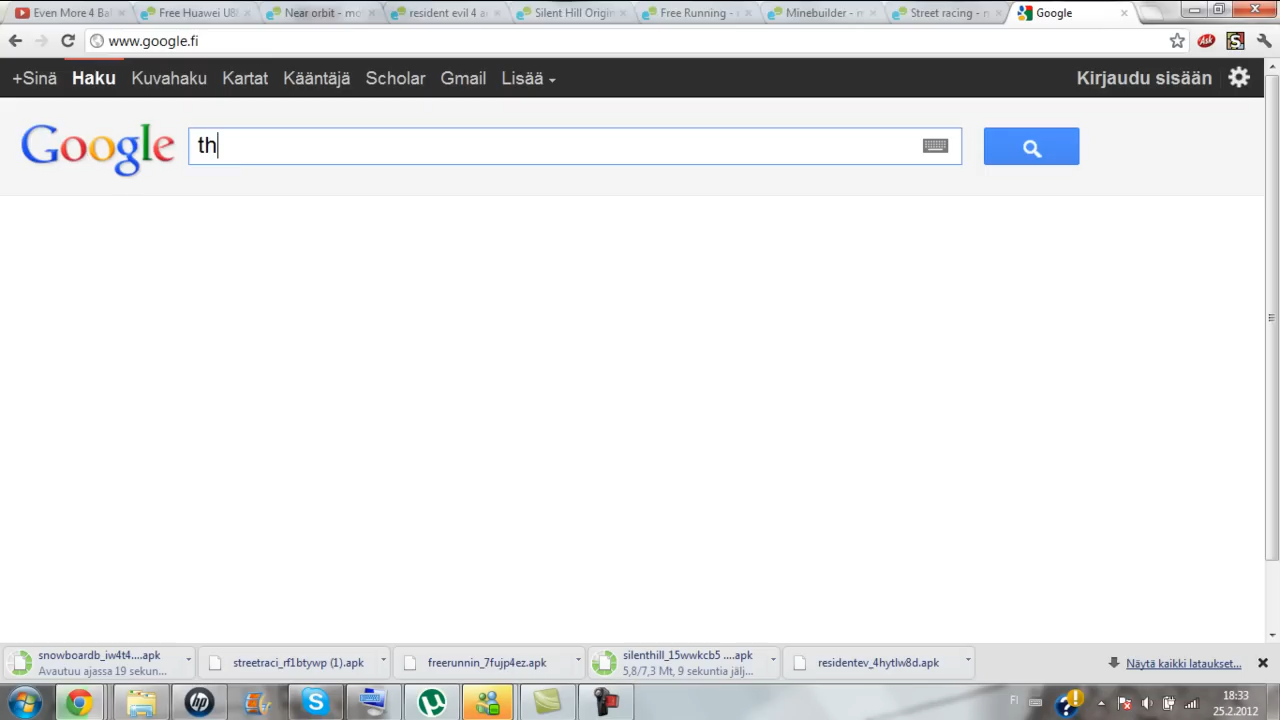 Even More 4 Bal
Free Huawei U8
Near orbit - mo
resident evil 4 a
Silent Hill Origin
Free Running -
Minebuilder - m
Street racing -
Google
www.google.fi
Ask
S
+Sinä Haku Kuvahaku Kartat Kääntäjä Scholar Gmail Lisää
Kirjaudu sisään
Google
th
snowboardb_iw4t4....apk
Avautuu ajassa 19 sekun...
streetraci_rf1btywp (1).apk
freerunnin_7fujp4ez.apk
silenthill_15wwkcb5 ....apk
5,8/7,3 Mt, 9 sekuntia jälj...
residentev_4hytlw8d.apk
Näytä kaikki lataukset...
hp
S
µ
FI
18:33
25.2.2012